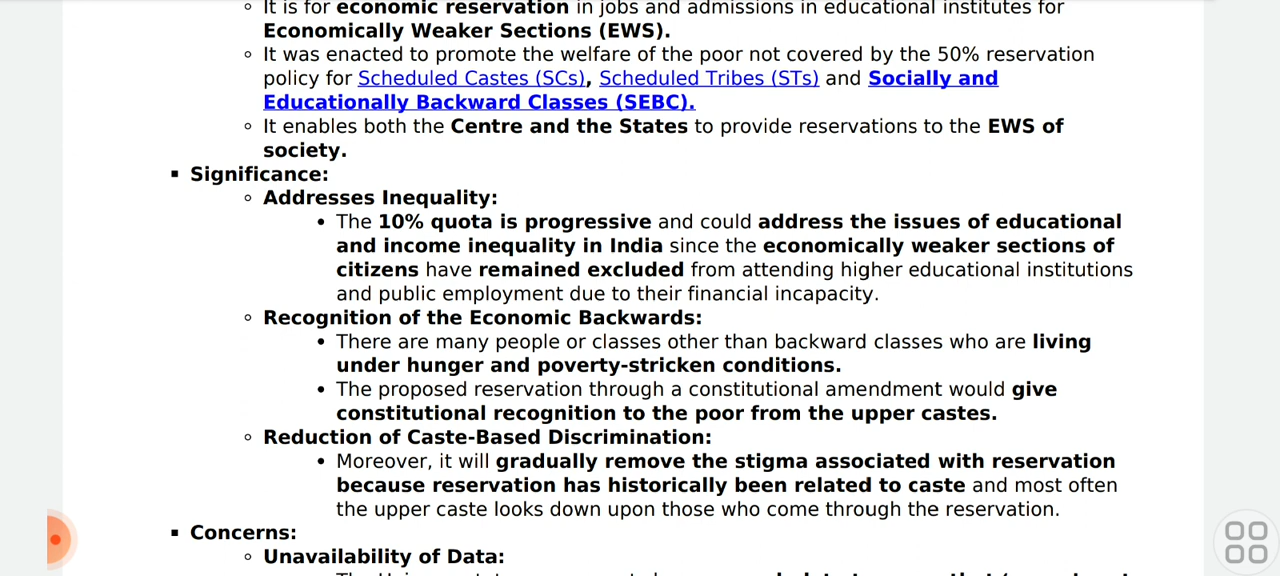 ◦ It is for economic reservation in jobs and admissions in educational institutes for
Economically Weaker Sections (EWS).
◦ It was enacted to promote the welfare of the poor not covered by the 50% reservation
policy for Scheduled Castes (SCs), Scheduled Tribes (STs) and Socially and
Educationally Backward Classes (SEBC).
◦ It enables both the Centre and the States to provide reservations to the EWS of
society.
▪ Significance:
◦ Addresses Inequality:
• The 10% quota is progressive and could address the issues of educational
and income inequality in India since the economically weaker sections of
citizens have remained excluded from attending higher educational institutions
and public employment due to their financial incapacity.
◦ Recognition of the Economic Backwards:
• There are many people or classes other than backward classes who are living
under hunger and poverty-stricken conditions.
• The proposed reservation through a constitutional amendment would give
constitutional recognition to the poor from the upper castes.
◦ Reduction of Caste-Based Discrimination:
• Moreover, it will gradually remove the stigma associated with reservation
because reservation has historically been related to caste and most often
the upper caste looks down upon those who come through the reservation.
▪ Concerns:
◦ Unavailability of Data: